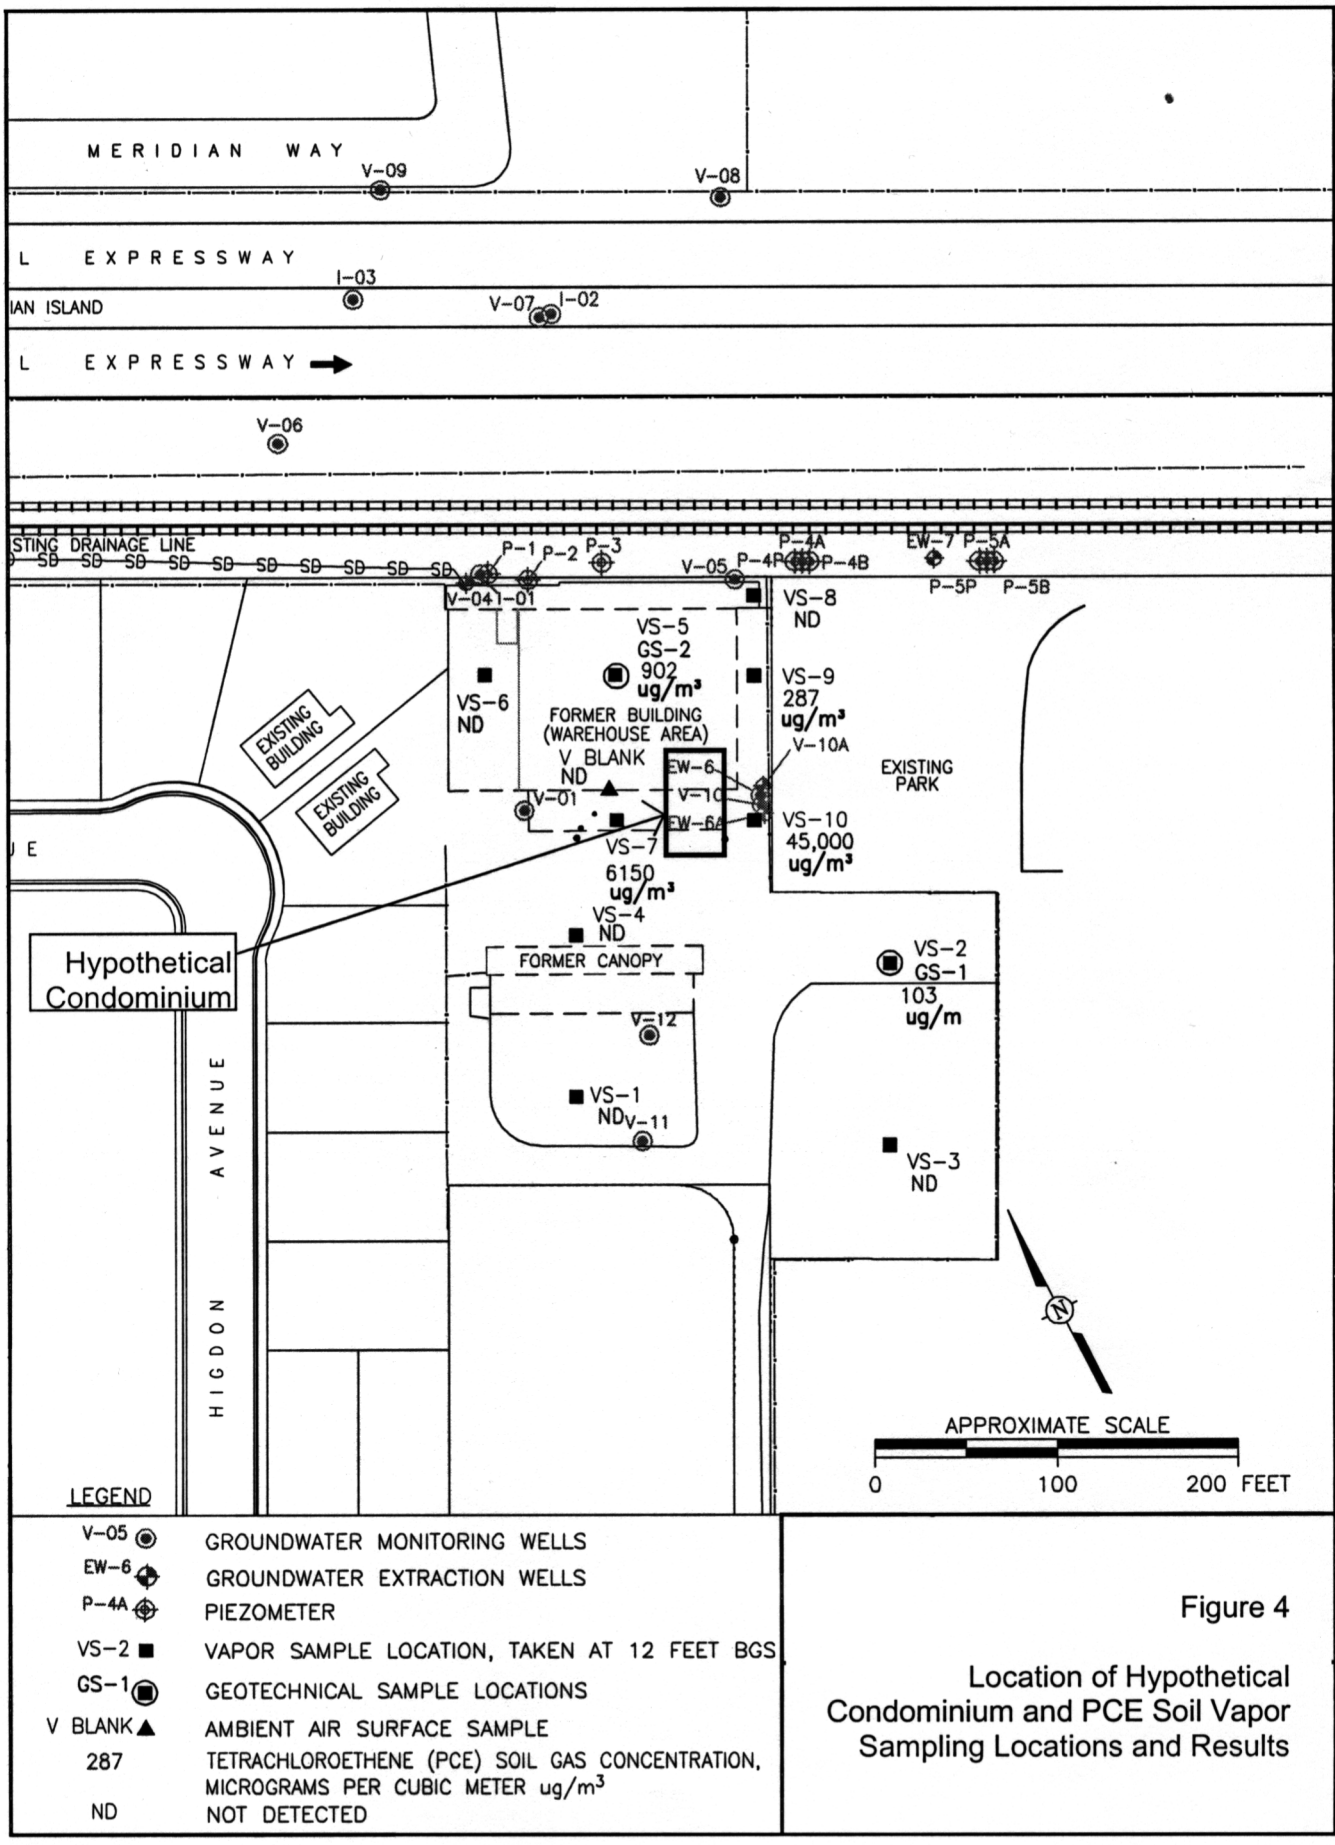 MERIDIAN WAY
V-09
V-08
L EXPRESSWAY
I-03
IAN ISLAND
V-07
I-02
L EXPRESSWAY
V-06
STING DRAINAGE LINE
SD SD SD SD SD SD SD SD SD
P-1
P-2
P-3
V-05
P-4P
P-4A
P-4B
EW-7
P-5A
P-5P
P-5B
V-04
I-01
VS-8
ND
VS-5
GS-2
902
ug/m³
VS-6
ND
VS-9
287
ug/m³
FORMER BUILDING
(WAREHOUSE AREA)
V BLANK
ND
V-10A
EW-6
V-10
EW-6A
EXISTING
BUILDING
EXISTING
BUILDING
EXISTING
PARK
V-01
VS-7
6150
ug/m³
VS-10
45,000
ug/m³
U E
VS-4
ND
FORMER CANOPY
Hypothetical
Condominium
VS-2
GS-1
103
ug/m
V-12
VS-1
ND
V-11
VS-3
ND
HIGDON AVENUE
N
APPROXIMATE SCALE
0 100 200 FEET
LEGEND
V-05 GROUNDWATER MONITORING WELLS
EW-6 GROUNDWATER EXTRACTION WELLS
P-4A PIEZOMETER
VS-2 VAPOR SAMPLE LOCATION, TAKEN AT 12 FEET BGS
GS-1 GEOTECHNICAL SAMPLE LOCATIONS
V BLANK AMBIENT AIR SURFACE SAMPLE
287 TETRACHLOROETHENE (PCE) SOIL GAS CONCENTRATION,
MICROGRAMS PER CUBIC METER ug/m³
ND NOT DETECTED
Figure 4
Location of Hypothetical
Condominium and PCE Soil Vapor
Sampling Locations and Results